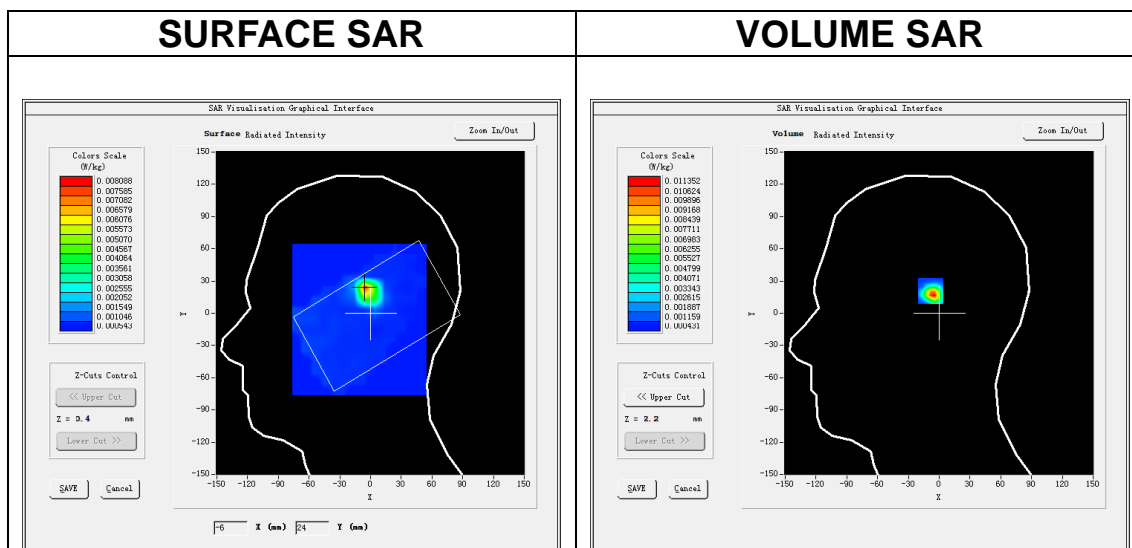 SURFACE SAR
VOLUME SAR
SAR Visualisation Graphical Interface
Surface Radiated Intensity
Zoom In/Out
Colors Scale
(W/kg)
0.008088
0.007585
0.007082
0.006579
0.006076
0.005573
0.005070
0.004567
0.004064
0.003561
0.003058
0.002555
0.002052
0.001549
0.001046
0.000543
150
120
90
60
30
0
-30
-60
-90
-120
-150
Y
-150 -120 -90 -60 -30 0 30 60 90 120 150
X
Z-Cuts Control
<< Upper Cut
Z = 0.4 mm
Lower Cut >>
SAVE Cancel
-6 X (mm) 24 Y (mm)
SAR Visualisation Graphical Interface
Volume Radiated Intensity
Zoom In/Out
Colors Scale
(W/kg)
0.011352
0.010624
0.009896
0.009168
0.008439
0.007711
0.006983
0.006255
0.005527
0.004799
0.004071
0.003343
0.002615
0.001887
0.001159
0.000431
150
120
90
60
30
0
-30
-60
-90
-120
-150
Y
-150 -120 -90 -60 -30 0 30 60 90 120 150
X
Z-Cuts Control
<< Upper Cut
Z = 2.2 mm
Lower Cut >>
SAVE Cancel